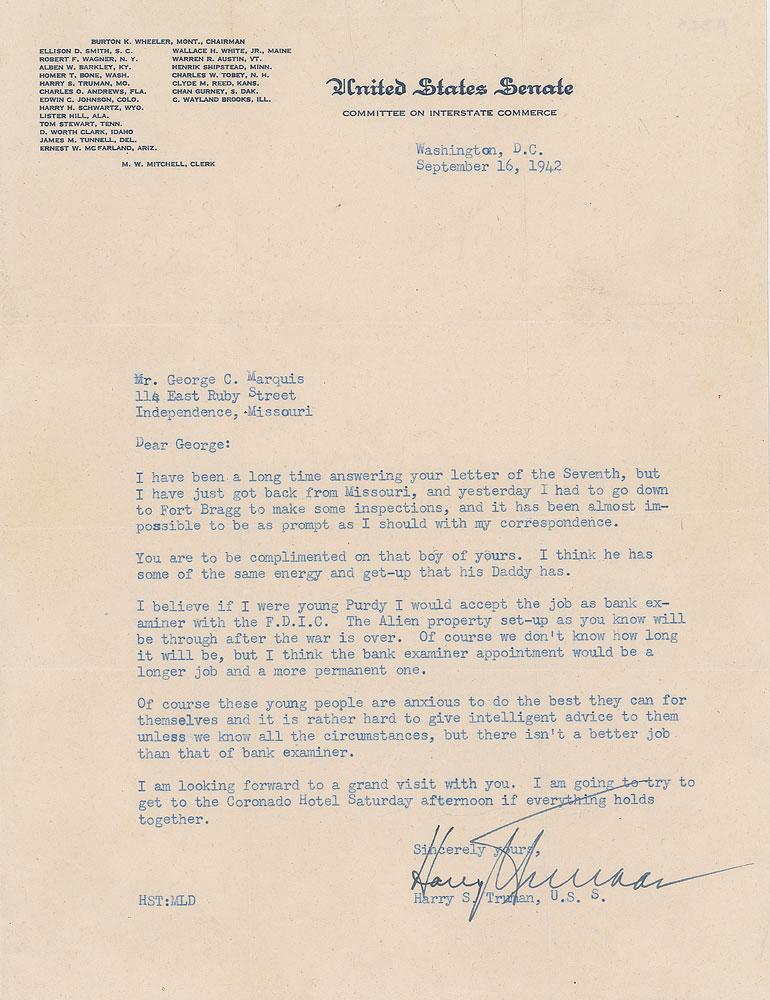 BURTON K. WHEELER, MONT., CHAIRMAN
ELLISON D. SMITH, S. C.
ROBERT F. WAGNER, N. Y.
ALBEN W. BARKLEY, KY.
HOMER T. BONE, WASH.
HARRY S. TRUMAN, MO.
CHARLES O. ANDREWS, FLA.
EDWIN C. JOHNSON, COLO.
HARRY H. SCHWARTZ, WYO.
LISTER HILL, ALA.
TOM STEWART, TENN.
D. WORTH CLARK, IDAHO
JAMES M. TUNNELL, DEL.
ERNEST W. MC FARLAND, ARIZ.
WALLACE H. WHITE, JR., MAINE
WARREN R. AUSTIN, VT.
HENRIK SHIPSTEAD, MINN.
CHARLES W. TOBEY, N. H.
CLYDE M. REED, KANS.
CHAN GURNEY, S. DAK.
C. WAYLAND BROOKS, ILL.
M. W. MITCHELL, CLERK
United States Senate
COMMITTEE ON INTERSTATE COMMERCE
Washington, D.C.
September 16, 1942
Mr. George C. Marquis
114 East Ruby Street
Independence, Missouri
Dear George:
I have been a long time answering your letter of the Seventh, but
I have just got back from Missouri, and yesterday I had to go down
to Fort Bragg to make some inspections, and it has been almost im-
possible to be as prompt as I should with my correspondence.
You are to be complimented on that boy of yours. I think he has
some of the same energy and get-up that his Daddy has.
I believe if I were young Purdy I would accept the job as bank ex-
aminer with the F.D.I.C. The Alien property set-up as you know will
be through after the war is over. Of course we don't know how long
it will be, but I think the bank examiner appointment would be a
longer job and a more permanent one.
Of course these young people are anxious to do the best they can for
themselves and it is rather hard to give intelligent advice to them
unless we know all the circumstances, but there isn't a better job
than that of bank examiner.
I am looking forward to a grand visit with you. I am going to try to
get to the Coronado Hotel Saturday afternoon if everything holds
together.
Sincerely yours,
Harry S Truman
Harry S. Truman, U.S. S.
HST:MLD